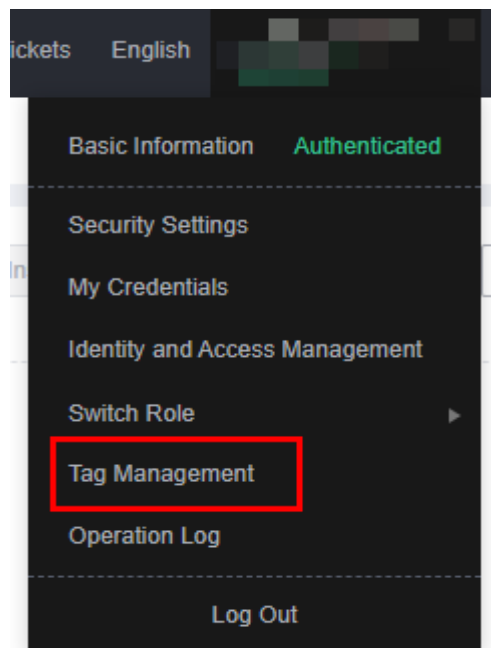 ickets English
Basic Information Authenticated
Security Settings
In
My Credentials
Identity and Access Management
Switch Role
Tag Management
Operation Log
Log Out